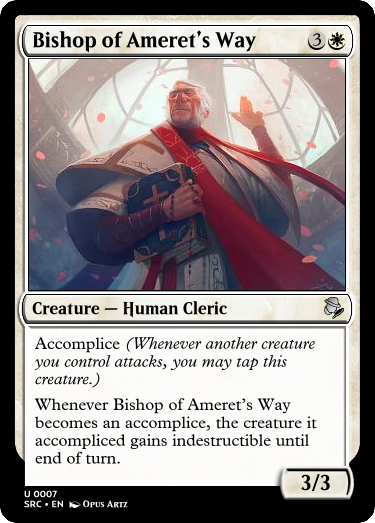 Bishop of Ameret's Way 3
Creature — Human Cleric
Accomplice (Whenever another creature
you control attacks, you may tap this
creature.)
Whenever Bishop of Ameret's Way
becomes an accomplice, the creature it
accompliced gains indestructible until
end of turn.
3/3
U 0007
SRC • EN Opus Artz